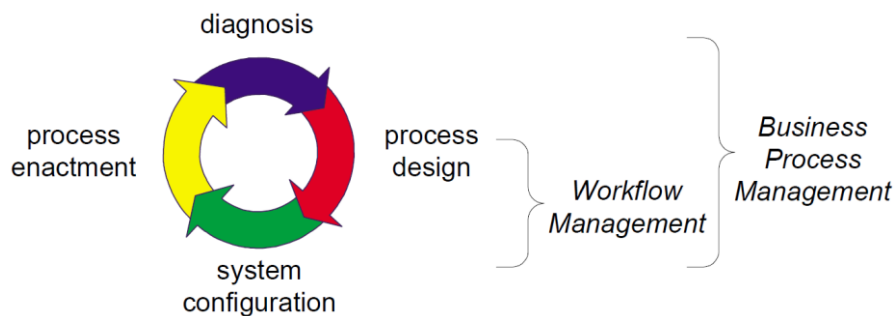 diagnosis
process
enactment
process
design
system
configuration
Workflow
Management
Business
Process
Management